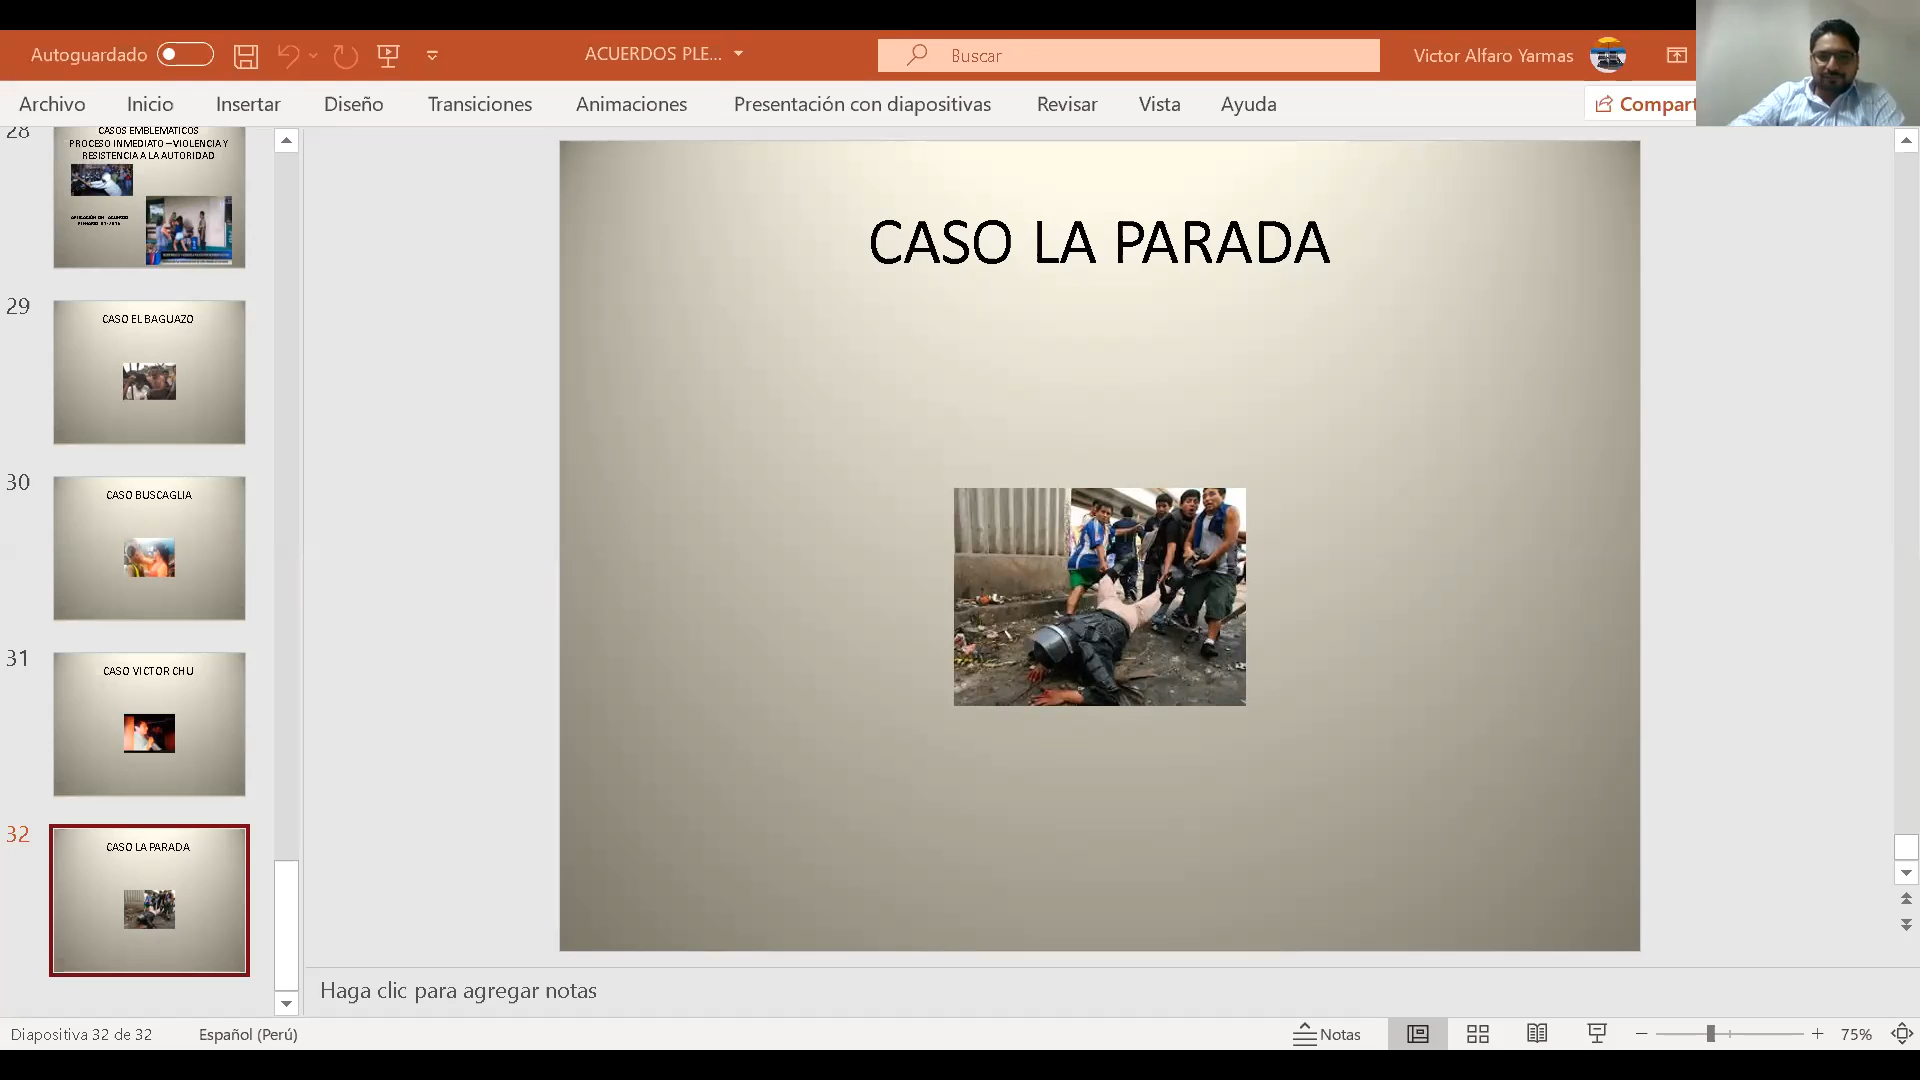 Autoguardado
ACUERDOS PLE...
Buscar
Victor Alfaro Yarmas
Archivo
Inicio
Insertar
Diseño
Transiciones
Animaciones
Presentación con diapositivas
Revisar
Vista
Ayuda
Compart
28
CASOS EMBLEMATICOS
PROCESO INMEDIATO – VIOLENCIA Y
RESISTENCIA A LA AUTORIDAD
29
CASO EL BAGUAZO
30
CASO BUSCAGLIA
31
CASO VICTOR CHU
32
CASO LA PARADA
CASO LA PARADA
Haga clic para agregar notas
Diapositiva 32 de 32
Español (Perú)
Notas
75%